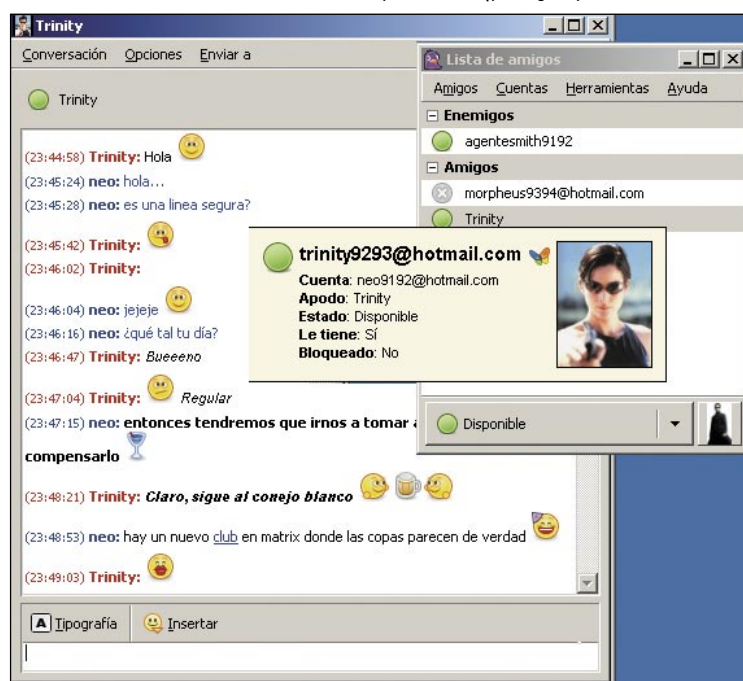 Trinity
Conversación Opciones Enviar a
Trinity
(23:44:58) Trinity: Hola
(23:45:24) neo: hola...
(23:45:28) neo: es una linea segura?
(23:45:42) Trinity:
(23:46:02) Trinity:
(23:46:04) neo: jejeje
(23:46:16) neo: ¿qué tal tu día?
(23:46:47) Trinity: Bueeeno
(23:47:04) Trinity: Regular
(23:47:15) neo: entonces tendremos que irnos a tomar
compensarlo
(23:48:21) Trinity: Claro, sigue al conejo blanco
(23:48:53) neo: hay un nuevo club en matrix donde las copas parecen de verdad
(23:49:03) Trinity:
A Tipografía Insertar
Lista de amigos
Amigos Cuentas Herramientas Ayuda
Enemigos
agentesmith9192
Amigos
morpheus9394@hotmail.com
Trinity
trinity9293@hotmail.com
Cuenta: neo9192@hotmail.com
Apodo: Trinity
Estado: Disponible
Le tiene: Sí
Bloqueado: No
Disponible